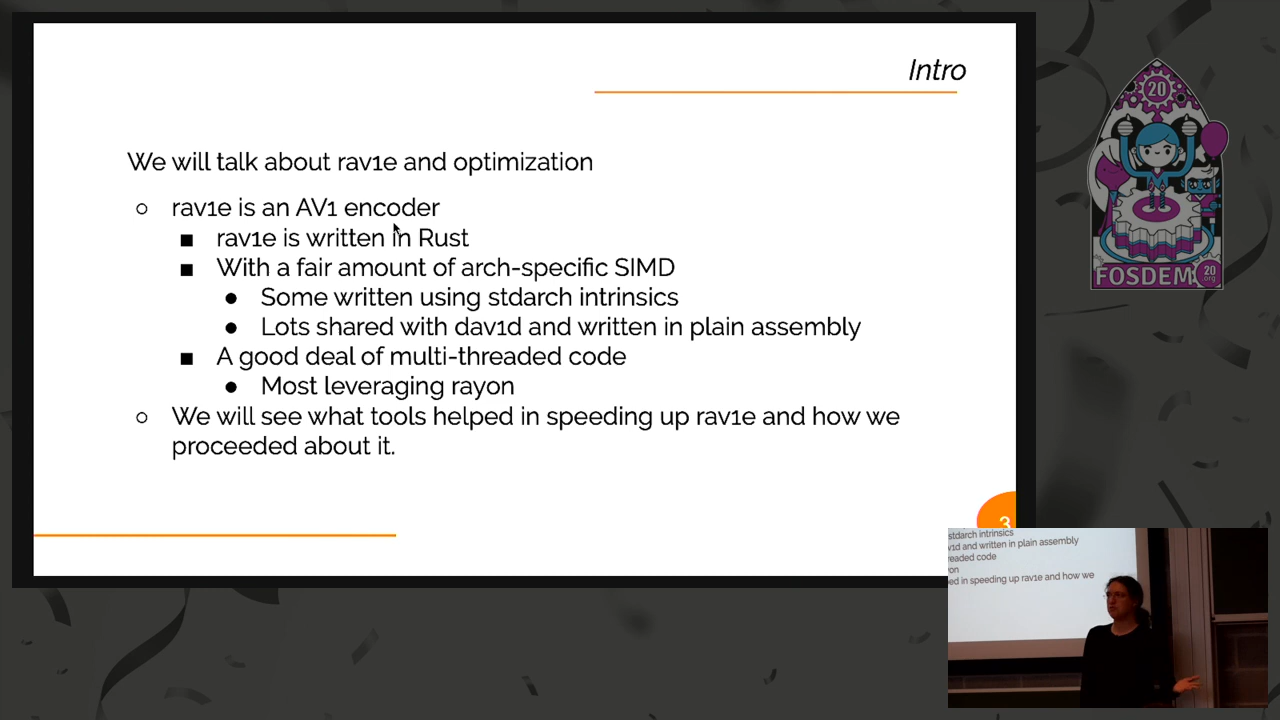 Intro
We will talk about rav1e and optimization
rav1e is an AV1 encoder
rav1e is written in Rust
With a fair amount of arch-specific SIMD
Some written using stdarch intrinsics
Lots shared with dav1d and written in plain assembly
A good deal of multi-threaded code
Most leveraging rayon
We will see what tools helped in speeding up rav1e and how we
proceeded about it.
3
20
FOSDEM
20
.org
stdarch intrinsics
v1d and written in plain assembly
readed code
yon
ed in speeding up rav1e and how we